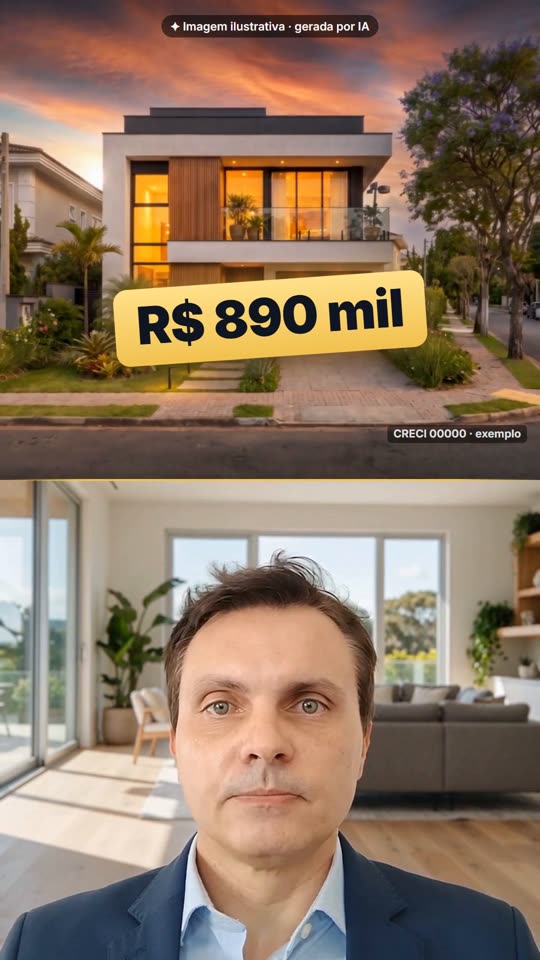 ✦ Imagem ilustrativa · gerada por IA
R$ 890 mil
CRECI 00000 · exemplo